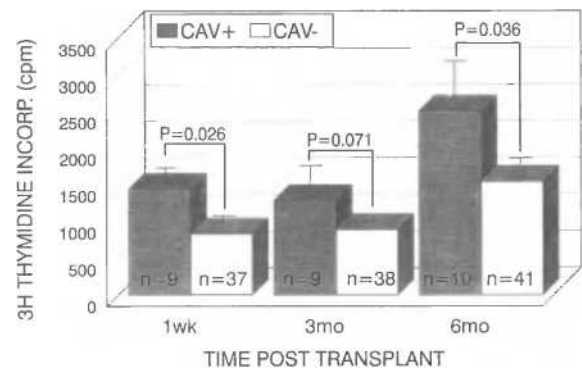 CAV+ CAV-
P=0.036
P=0.026
P=0.071
3H THYMIDINE INCORP. (cpm)
3500
3000
2500
2000
1500
1000
500
0
n=9 n=37 n=9 n=38 n=10 n=41
1wk 3mo 6mo
TIME POST TRANSPLANT